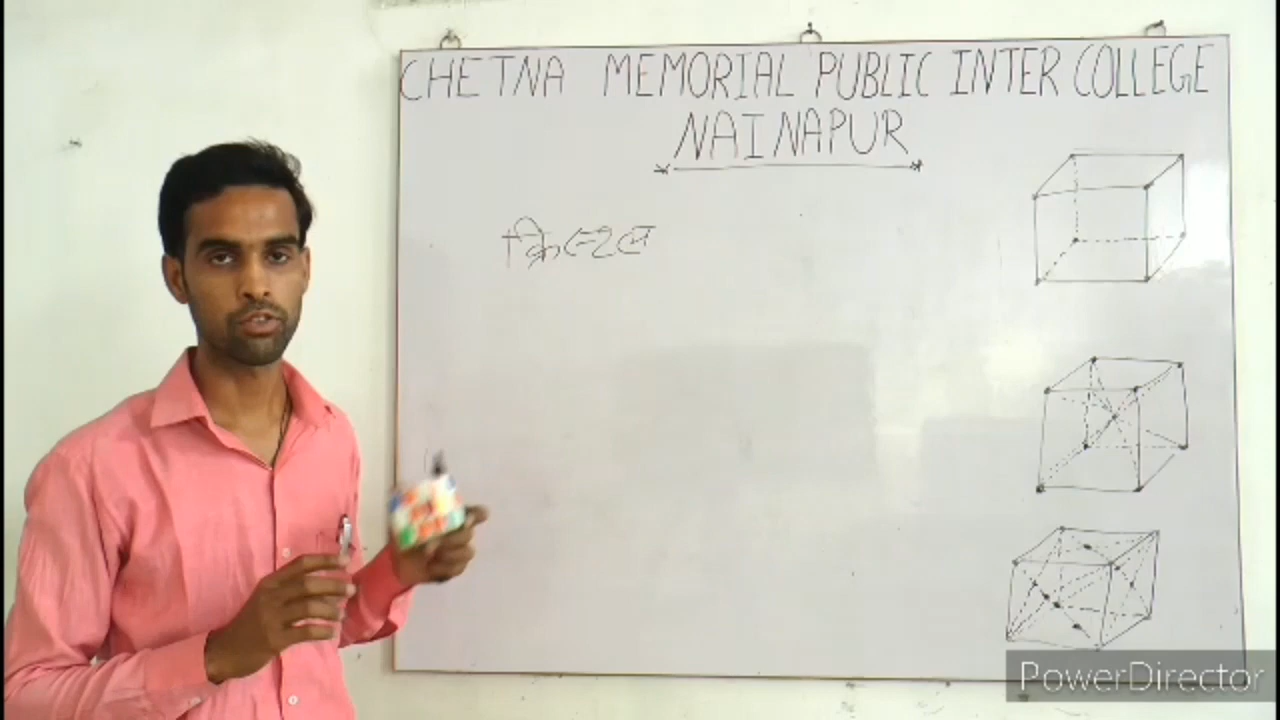 CHETNA MEMORIAL PUBLIC INTER COLLEGE
NAINAPUR
क्रिस्टल
PowerDirector